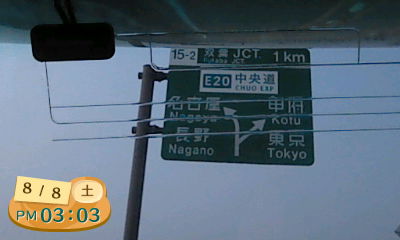 15-2 双葉 JCT. 1km
Futaba JCT.
E20 中央道
CHUO EXP
名古屋 甲府
Nagoya Kofu
長野 東京
Nagano Tokyo
8/8 土
PM 03:03